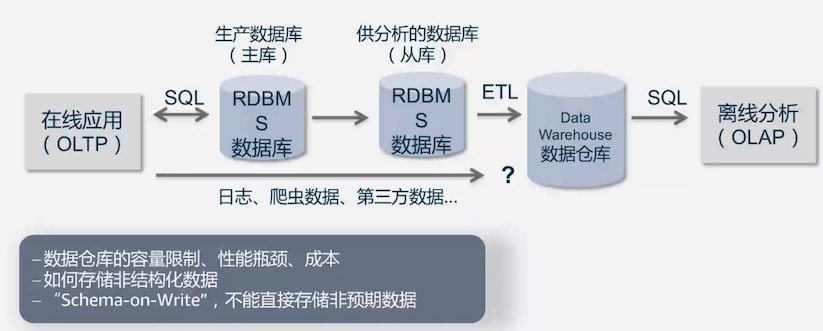 生产数据库
（主库）
供分析的数据库
（从库）
在线应用
（OLTP）
SQL
RDBM
S
数据库
RDBM
S
数据库
ETL
Data
Warehouse
数据仓库
SQL
离线分析
（OLAP）
日志、爬虫数据、第三方数据...
?
–数据仓库的容量限制、性能瓶颈、成本
–如何存储非结构化数据
–“Schema-on-Write”，不能直接存储非预期数据